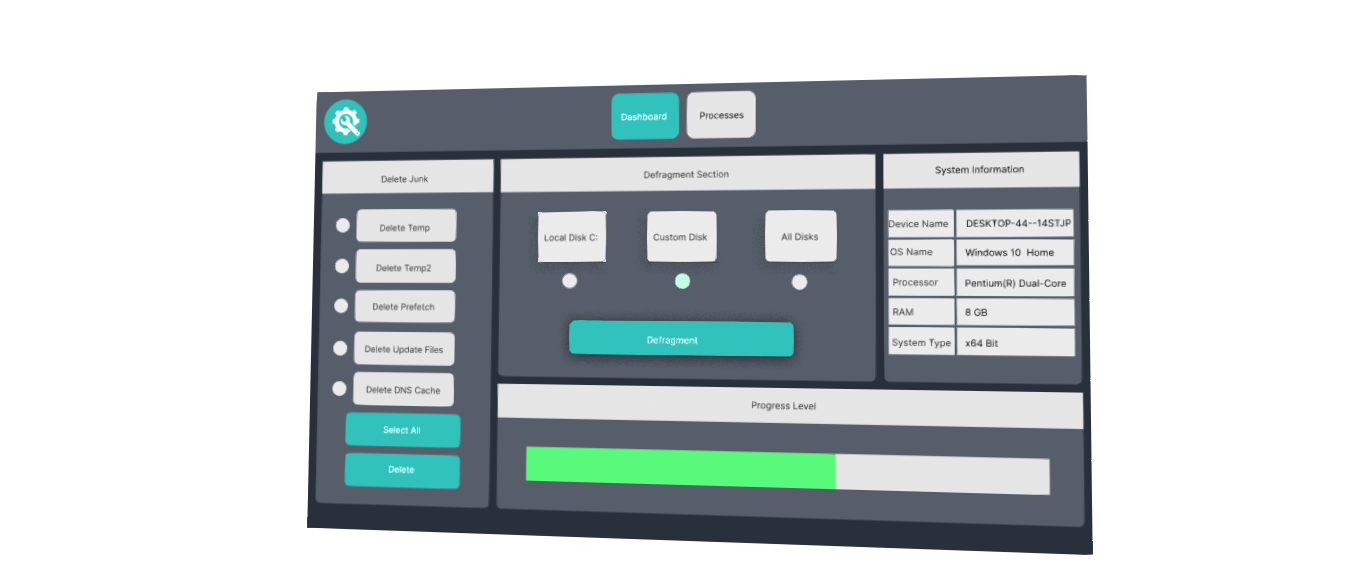 Dashboard
Processes
Delete Junk
Delete Temp
Delete Temp2
Delete Prefetch
Delete Update Files
Delete DNS Cache
Select All
Delete
Defragment Section
Local Disk C:
Custom Disk
All Disks
Defragment
System Information
Device Name DESKTOP-44--14STJP
OS Name Windows 10 Home
Processor Pentium(R) Dual-Core
RAM 8 GB
System Type x64 Bit
Progress Level